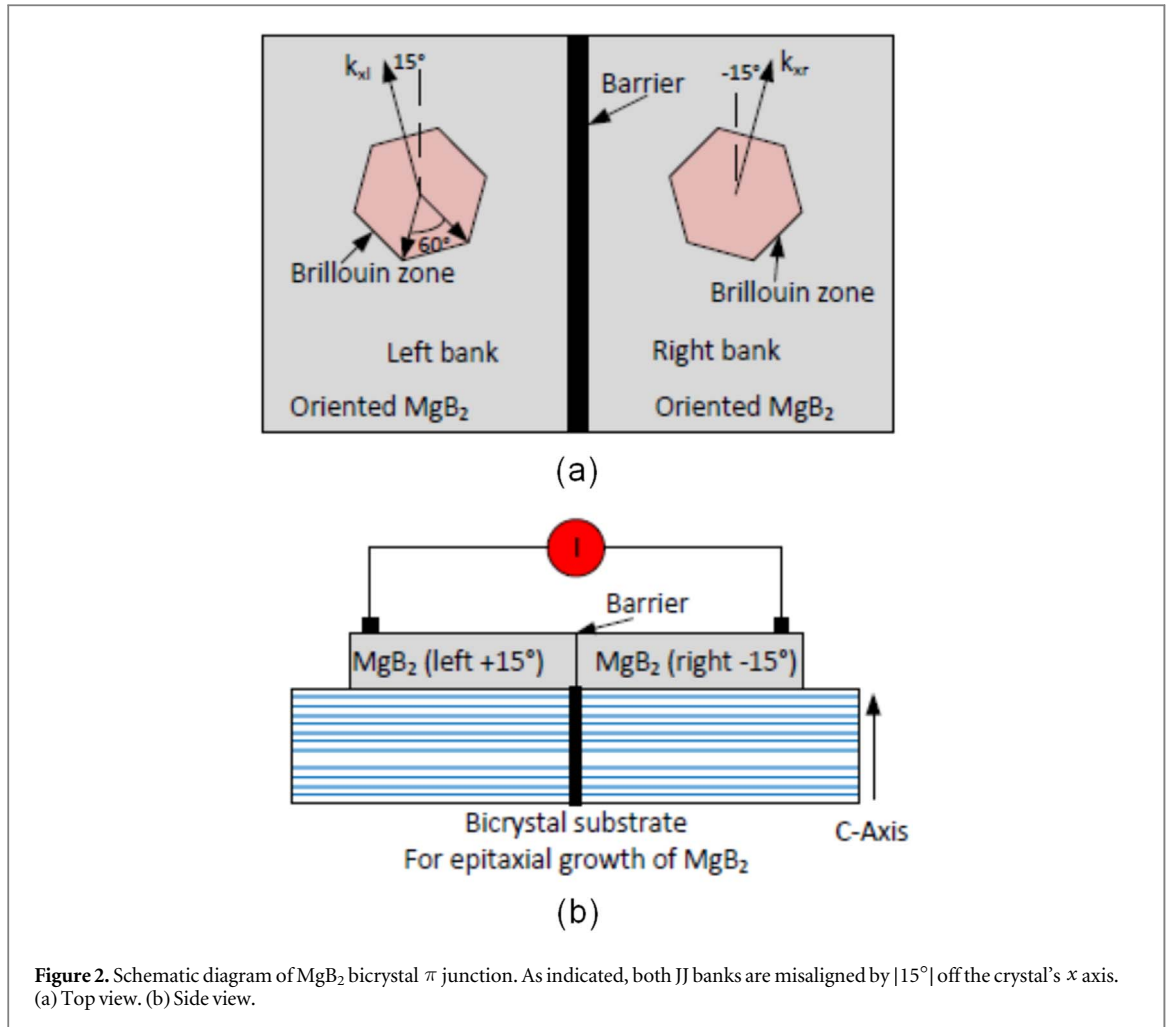 kxl 15°
-15° kxr
Barrier
60°
Brillouin zone
Brillouin zone
Left bank
Right bank
Oriented MgB₂
Oriented MgB₂
(a)
I
Barrier
MgB₂ (left +15°)
MgB₂ (right -15°)
Bicrystal substrate
For epitaxial growth of MgB₂
C-Axis
(b)
Figure 2. Schematic diagram of MgB₂ bicrystal π junction. As indicated, both JJ banks are misaligned by |15°| off the crystal's x axis.
(a) Top view. (b) Side view.